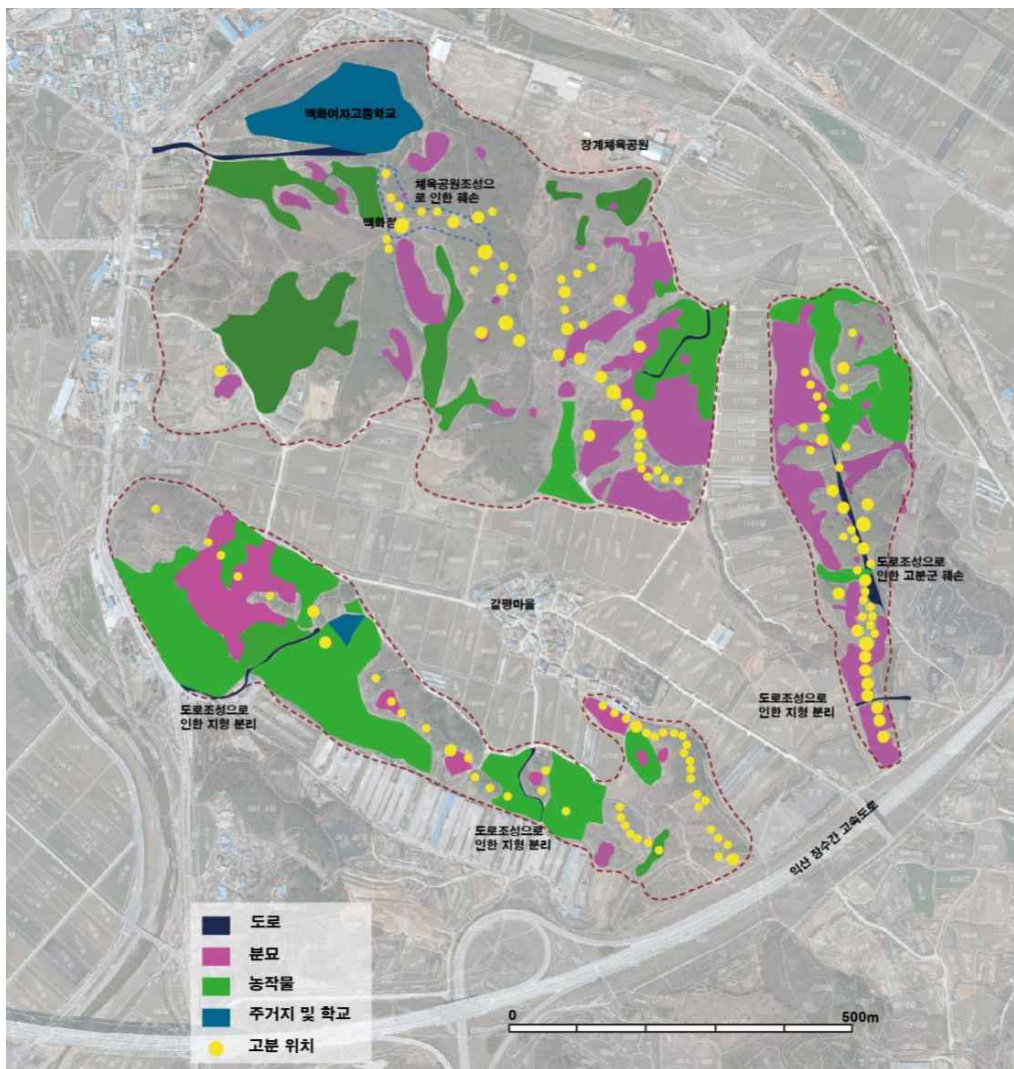 백화여자고등학교
장계체육공원
체육공원조성으
로 인한 훼손
백화정
도로조성으로
인한 고분군 훼손
갈평마을
도로조성으로
인한 지형 분리
도로조성으로
인한 지형 분리
도로조성으로
인한 지형 분리
익산 장수간 고속도로
도로
분묘
농작물
주거지 및 학교
고분 위치
0
500m